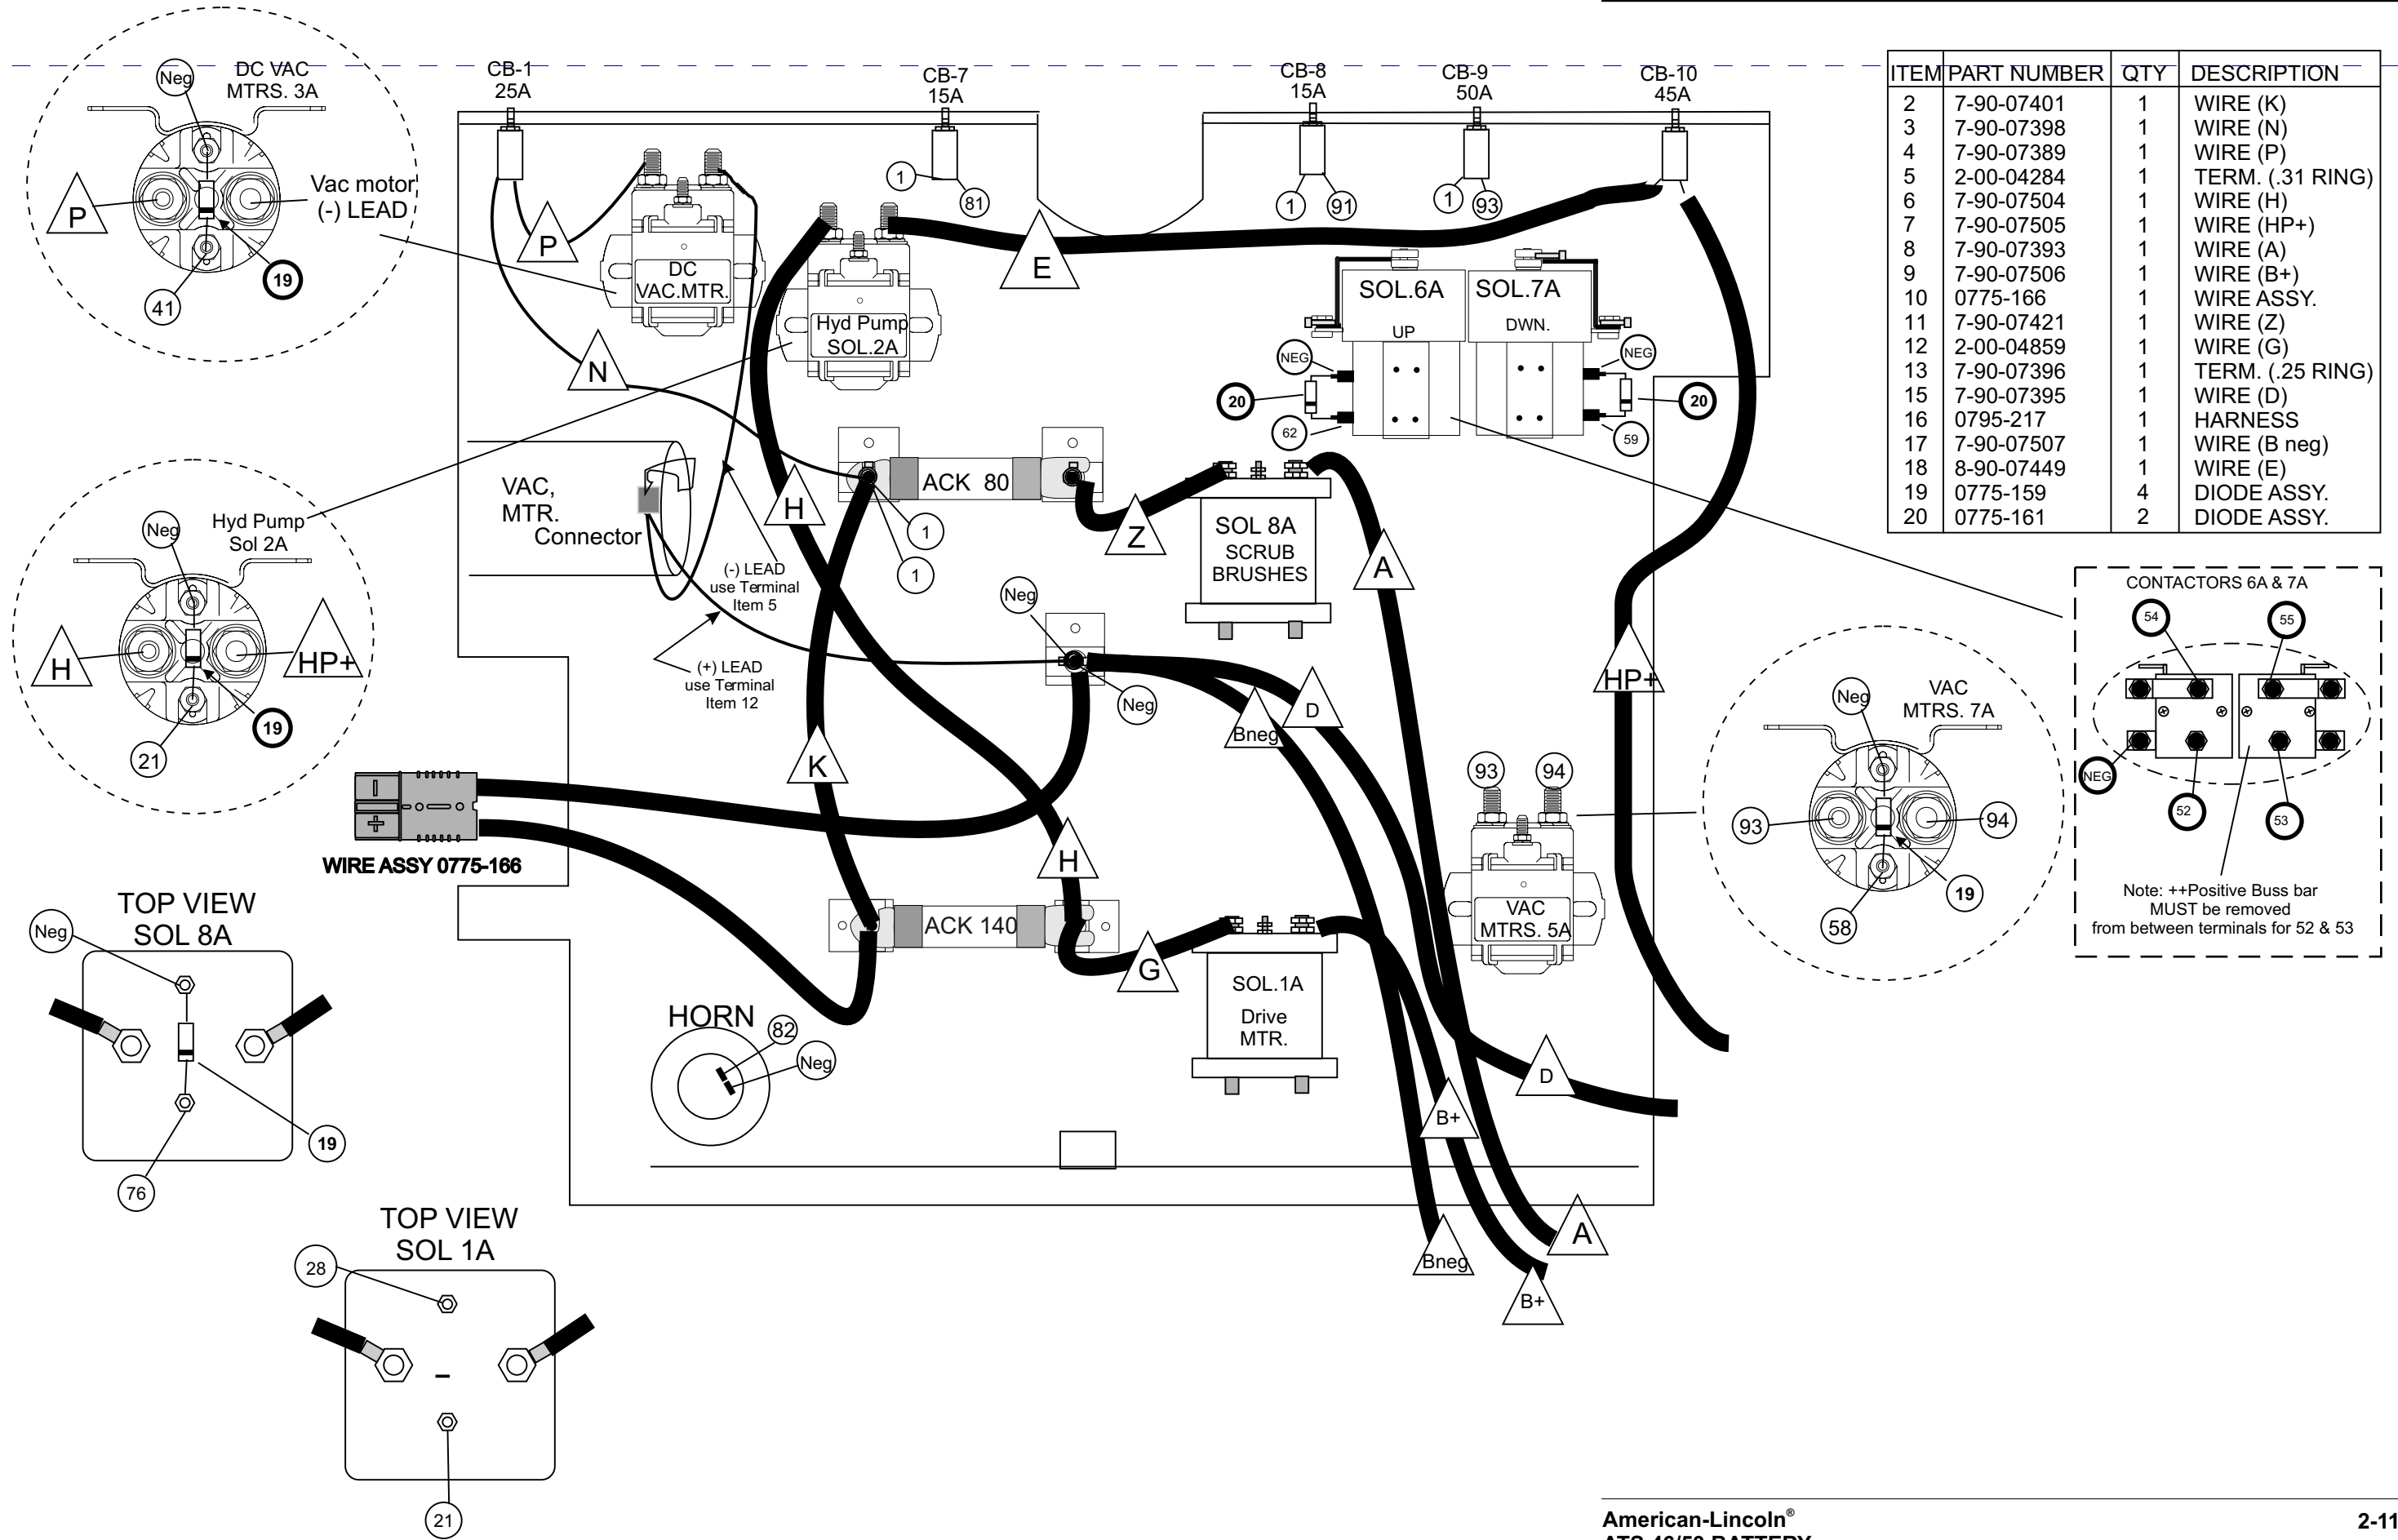 Neg
DC VAC
MTRS. 3A
P
Vac motor
(-) LEAD
19
41
CB-1
25A
CB-7
15A
CB-8
15A
CB-9
50A
CB-10
45A
1
81
1
91
1
93
P
DC
VAC.MTR.
E
Hyd Pump
SOL.2A
N
SOL.6A
UP
SOL.7A
DWN.
NEG
NEG
20
20
62
59
ITEM PART NUMBER QTY DESCRIPTION
2 7-90-07401 1 WIRE (K)
3 7-90-07398 1 WIRE (N)
4 7-90-07389 1 WIRE (P)
5 2-00-04284 1 TERM. (.31 RING)
6 7-90-07504 1 WIRE (H)
7 7-90-07505 1 WIRE (HP+)
8 7-90-07393 1 WIRE (A)
9 7-90-07506 1 WIRE (B+)
10 0775-166 1 WIRE ASSY.
11 7-90-07421 1 WIRE (Z)
12 2-00-04859 1 WIRE (G)
13 7-90-07396 1 TERM. (.25 RING)
15 7-90-07395 1 WIRE (D)
16 0795-217 1 HARNESS
17 7-90-07507 1 WIRE (B neg)
18 8-90-07449 1 WIRE (E)
19 0775-159 4 DIODE ASSY.
20 0775-161 2 DIODE ASSY.
Neg
Hyd Pump
Sol 2A
H
HP+
19
21
VAC,
MTR.
Connector
H
ACK 80
1
1
Z
SOL 8A
SCRUB
BRUSHES
A
(-) LEAD
use Terminal
Item 5
(+) LEAD
use Terminal
Item 12
Neg
Neg
Bneg
D
HP+
CONTACTORS 6A & 7A
54
55
NEG
52
53
Note: ++Positive Buss bar
MUST be removed
from between terminals for 52 & 53
Neg
VAC
MTRS. 7A
93
94
19
58
93
94
VAC
MTRS. 5A
K
H
WIRE ASSY 0775-166
ACK 140
G
SOL.1A
Drive
MTR.
HORN
82
Neg
D
B+
A
Bneg
B+
TOP VIEW
SOL 8A
Neg
19
76
TOP VIEW
SOL 1A
28
21
American-Lincoln®
2-11
ATS-46/53 BATTERY